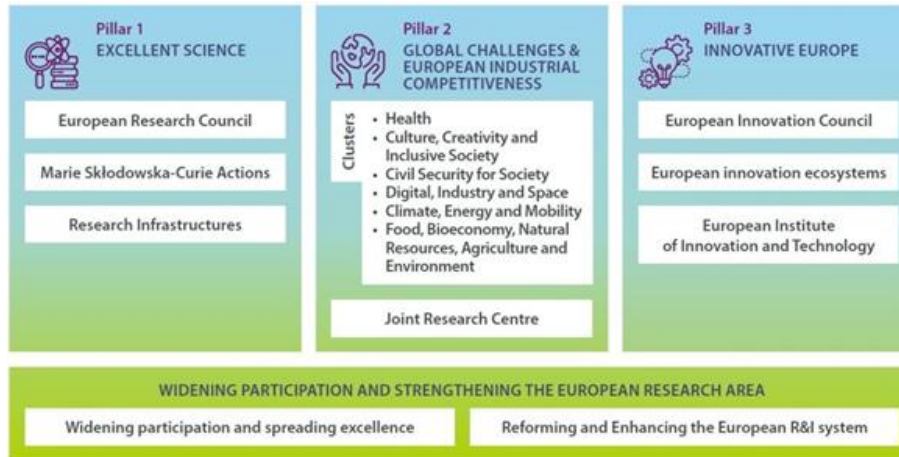 Pillar 1
EXCELLENT SCIENCE
European Research Council
Marie Skłodowska-Curie Actions
Research Infrastructures
Pillar 2
GLOBAL CHALLENGES &
EUROPEAN INDUSTRIAL
COMPETITIVENESS
Clusters
• Health
• Culture, Creativity and
Inclusive Society
• Civil Security for Society
• Digital, Industry and Space
• Climate, Energy and Mobility
• Food, Bioeconomy, Natural
Resources, Agriculture and
Environment
Joint Research Centre
Pillar 3
INNOVATIVE EUROPE
European Innovation Council
European innovation ecosystems
European Institute
of Innovation and Technology
WIDENING PARTICIPATION AND STRENGTHENING THE EUROPEAN RESEARCH AREA
Widening participation and spreading excellence
Reforming and Enhancing the European R&I system